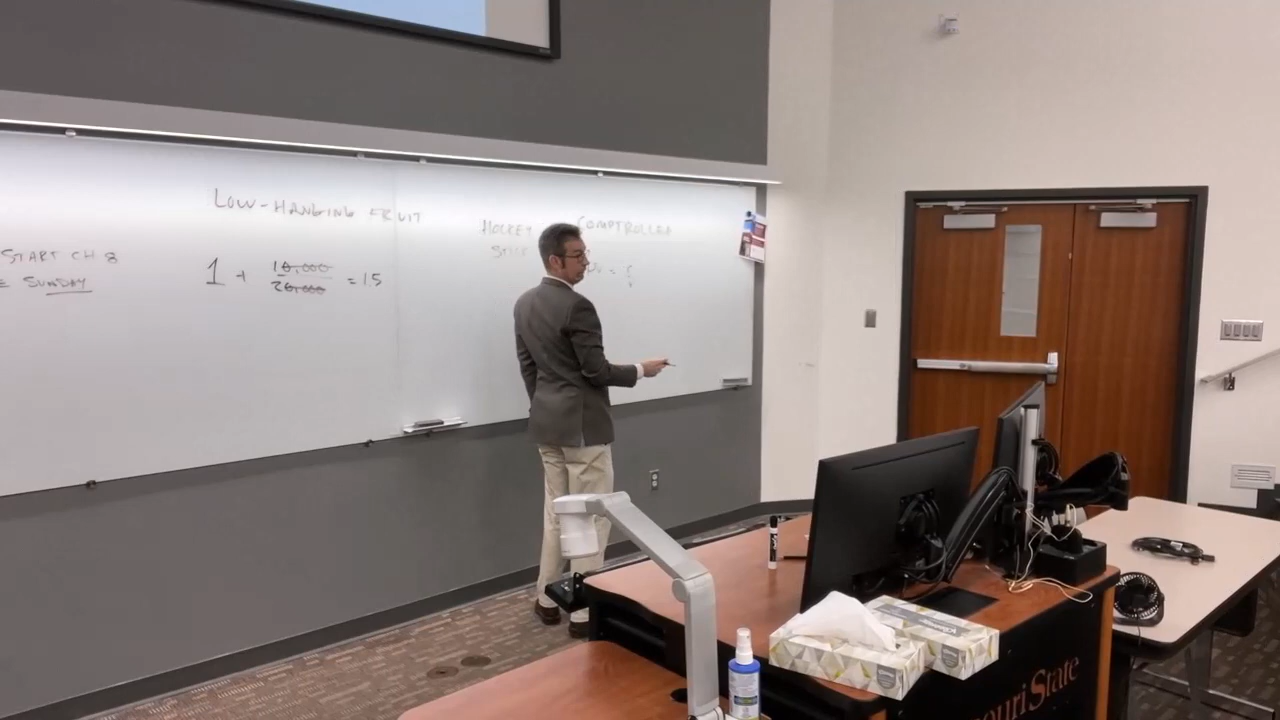 START CH 8
SUNDAY
LOW-HANGING FRUIT
1 + 10,000
20,000
= 1.5
HOCKEY
STICK
COMPTROLLER
Kleenex
ouri State